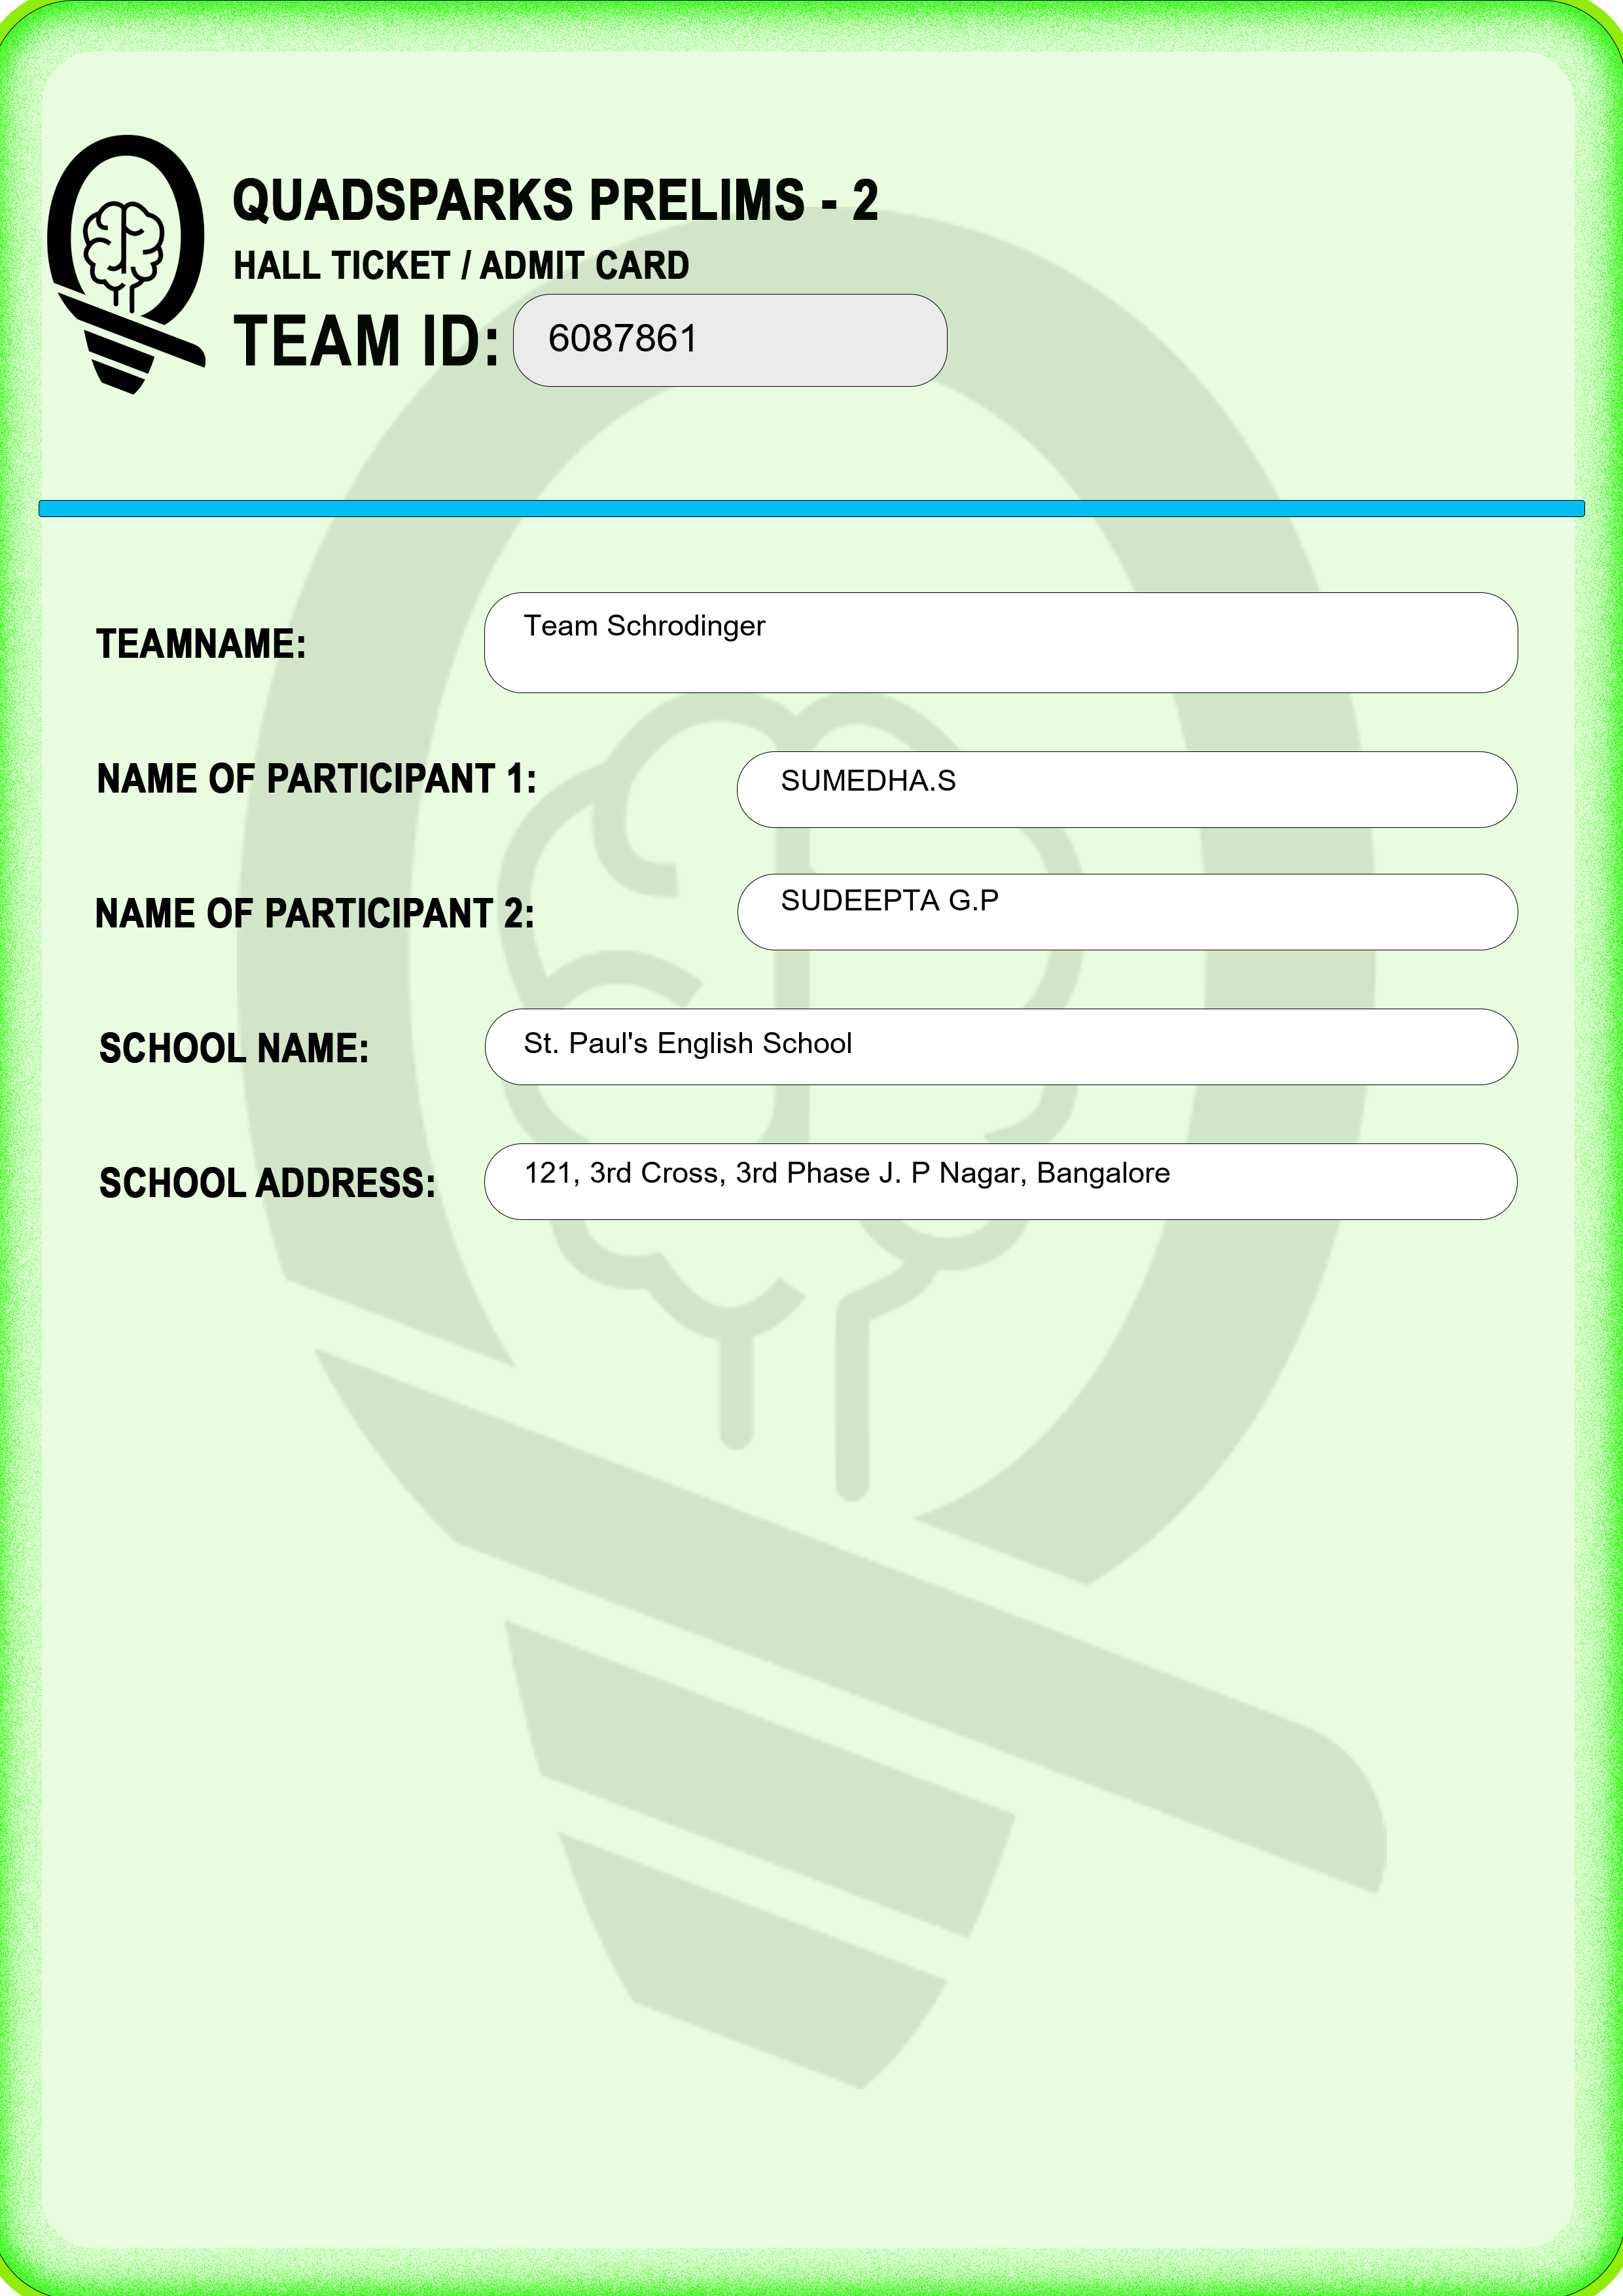 QUADSPARKS PRELIMS - 2
HALL TICKET / ADMIT CARD
TEAM ID: 6087861
TEAMNAME: Team Schrodinger
NAME OF PARTICIPANT 1: SUMEDHA.S
NAME OF PARTICIPANT 2: SUDEEPTA G.P
SCHOOL NAME: St. Paul's English School
SCHOOL ADDRESS: 121, 3rd Cross, 3rd Phase J. P Nagar, Bangalore